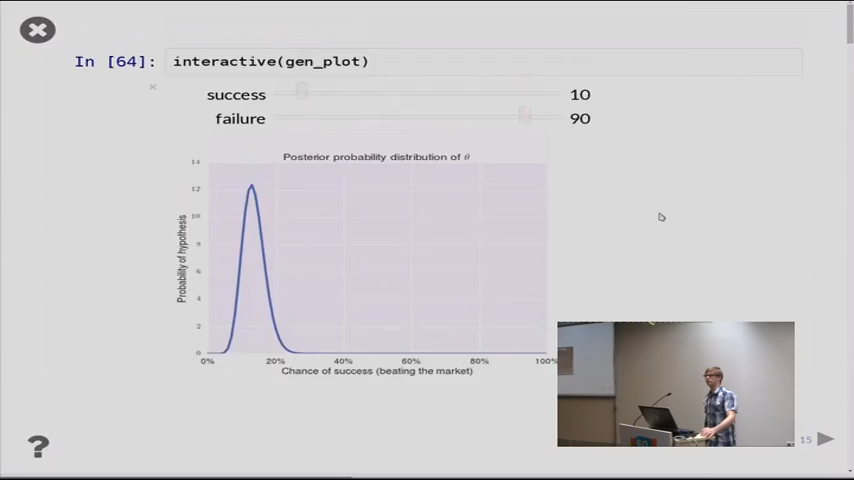 In [64]: interactive(gen_plot)
×
success 10
failure 90
Posterior probability distribution of θ
Probability of hypothesis
14
12
10
8
6
4
2
0
0% 20% 40% 60% 80% 100%
Chance of success (beating the market)
?
15